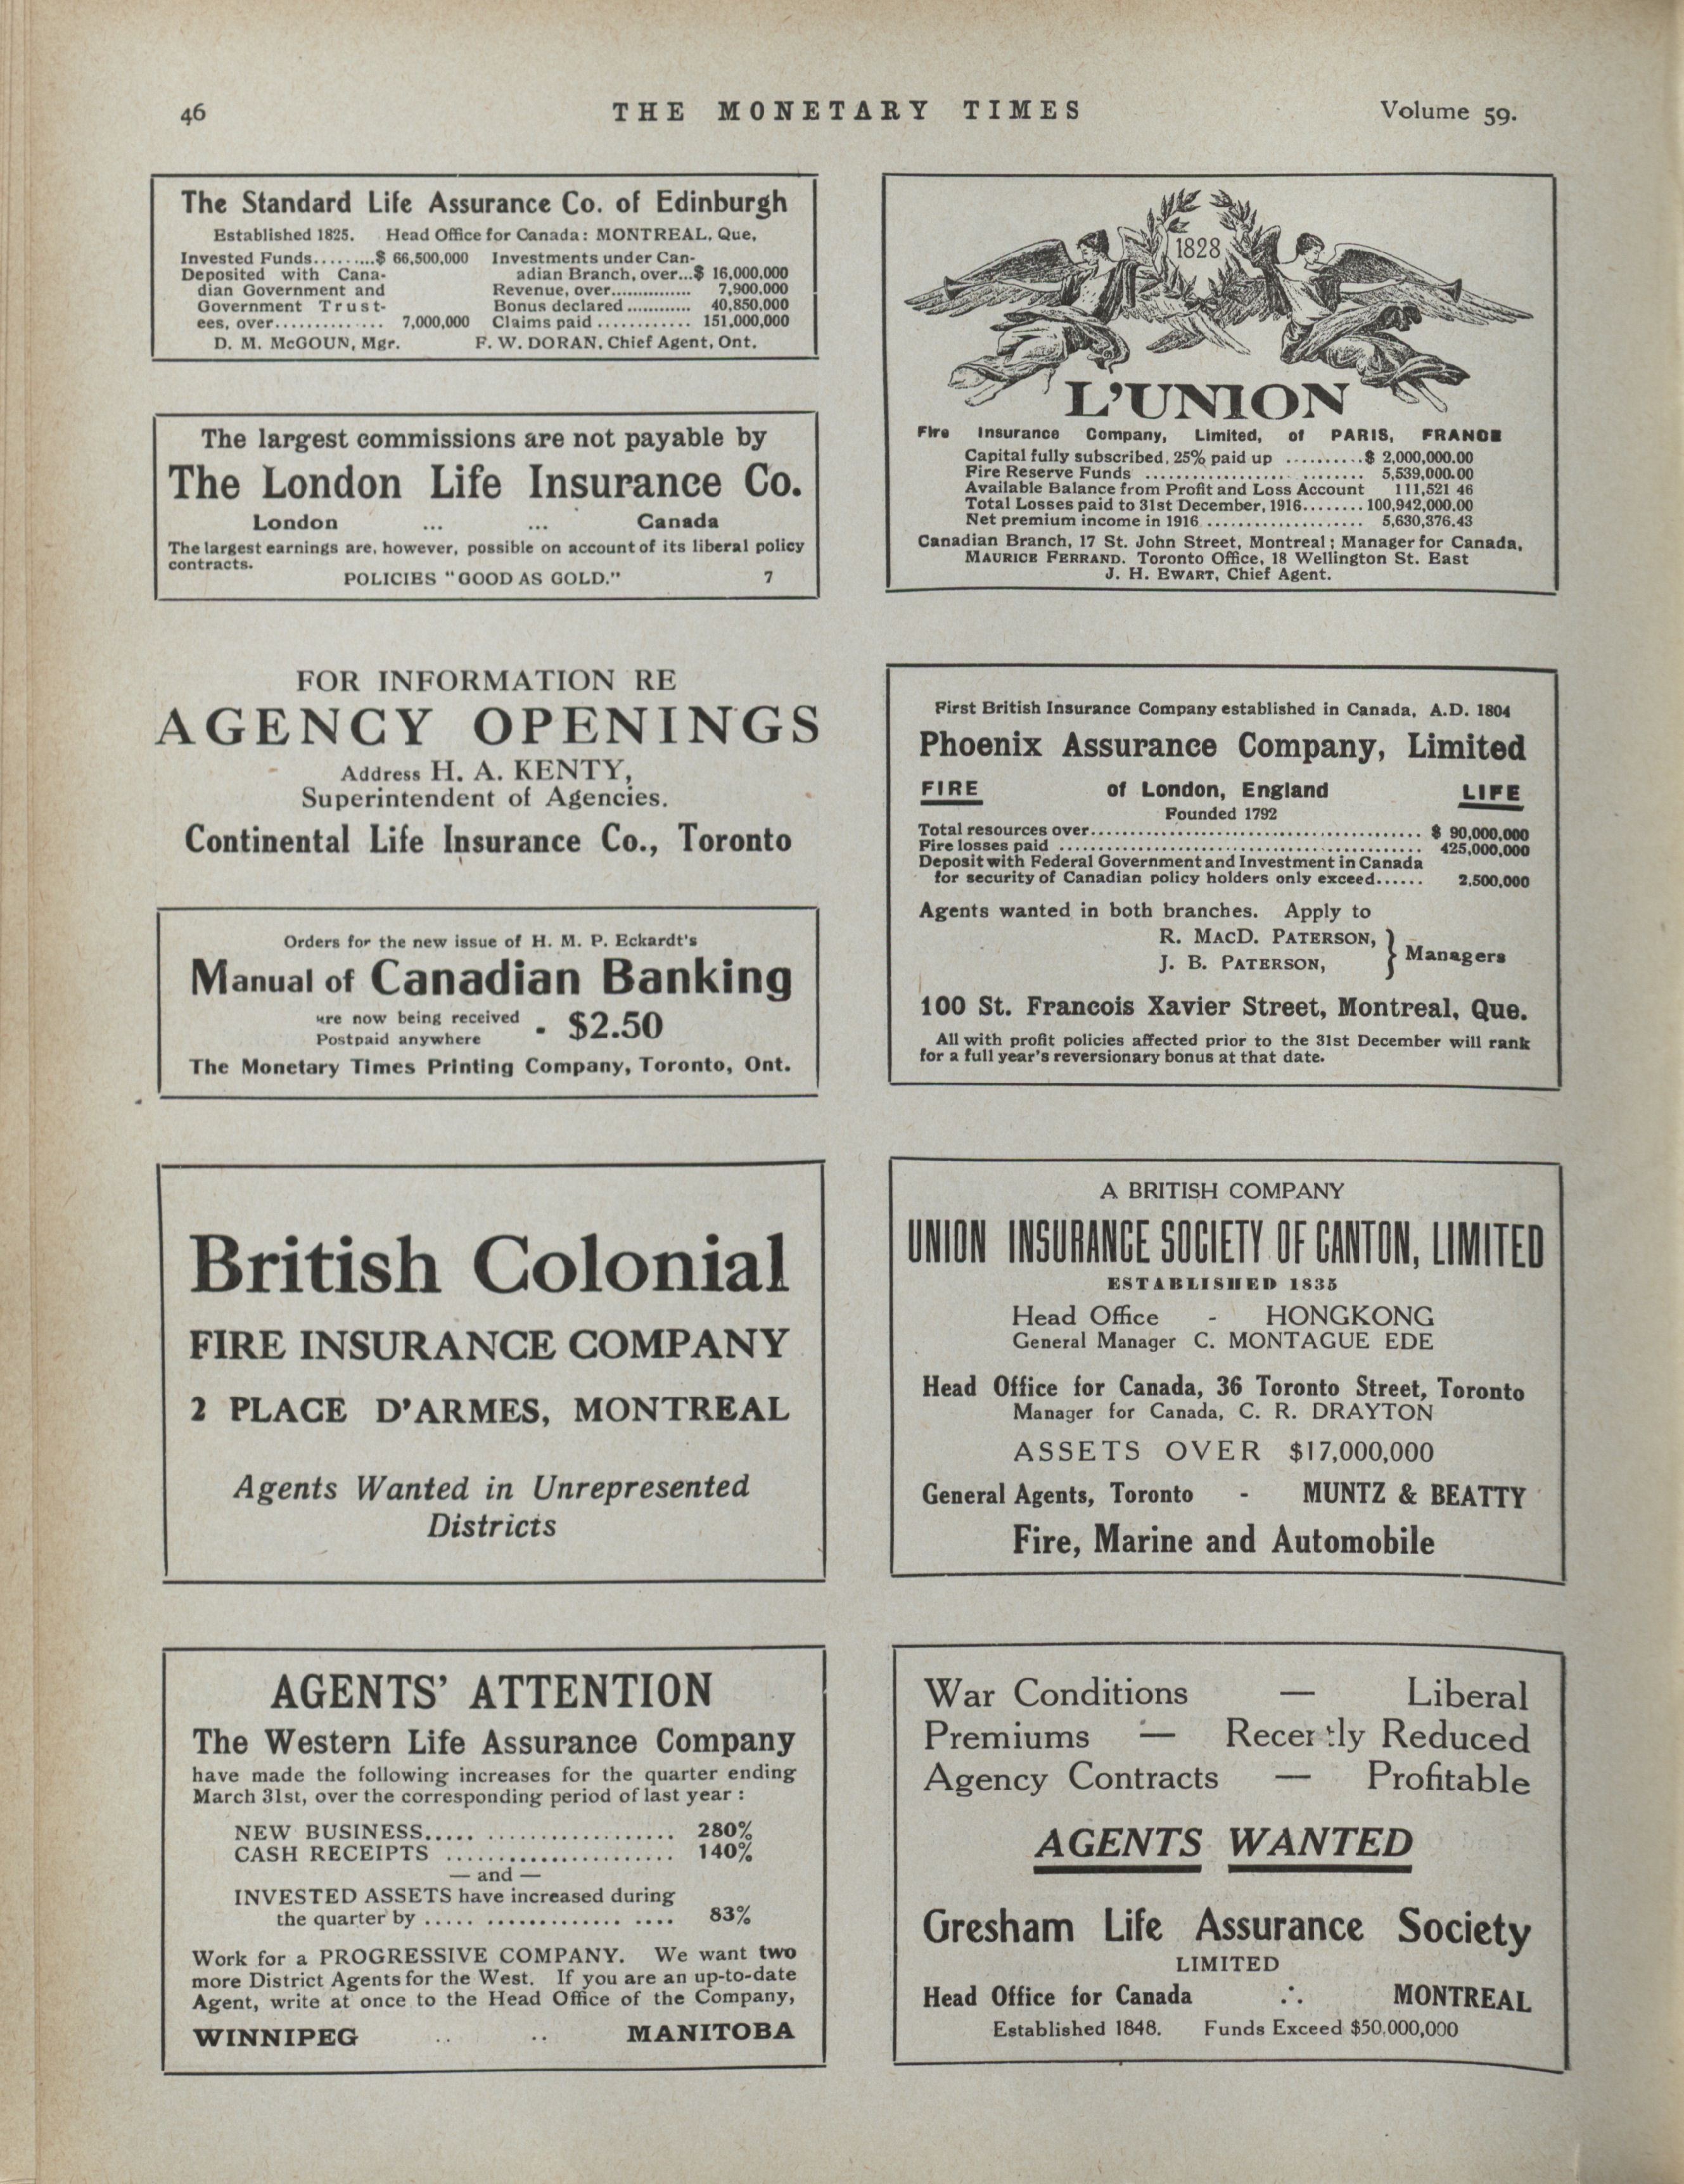 46
THE MONETARY TIMES
Volume 59.
The Standard Life Assurance Co. of Edinburgh
Established 1825. Head Office for Canada: MONTREAL, Que,
Invested Funds..........$ 66,500,000
Deposited with Cana-
dian Government and
Government Trust-
ees, over.............. 7,000,000
Investments under Can-
adian Branch, over...$ 16,000,000
Revenue, over............... 7,900,000
Bonus declared............ 40,850,000
Claims paid............ 151,000,000
D. M. McGOUN, Mgr. F. W. DORAN, Chief Agent, Ont.
The largest commissions are not payable by
The London Life Insurance Co.
London ... ... Canada
The largest earnings are, however, possible on account of its liberal policy
contracts.
POLICIES "GOOD AS GOLD." 7
FOR INFORMATION RE
AGENCY OPENINGS
Address H. A. KENTY,
Superintendent of Agencies.
Continental Life Insurance Co., Toronto
Orders for the new issue of H. M. P. Eckardt's
Manual of Canadian Banking
are now being received
Postpaid anywhere - $2.50
The Monetary Times Printing Company, Toronto, Ont.
British Colonial
FIRE INSURANCE COMPANY
2 PLACE D'ARMES, MONTREAL
Agents Wanted in Unrepresented
Districts
AGENTS' ATTENTION
The Western Life Assurance Company
have made the following increases for the quarter ending
March 31st, over the corresponding period of last year :
NEW BUSINESS..... ................... 280%
CASH RECEIPTS ....................... 140%
— and —
INVESTED ASSETS have increased during
the quarter by ..... ............. .... 83%
Work for a PROGRESSIVE COMPANY. We want two
more District Agents for the West. If you are an up-to-date
Agent, write at once to the Head Office of the Company,
WINNIPEG .. .. MANITOBA
1828
L'UNION
Fire Insurance Company, Limited, of PARIS, FRANCE
Capital fully subscribed, 25% paid up ..........$ 2,000,000.00
Fire Reserve Funds .................. ........ 5,539,000.00
Available Balance from Profit and Loss Account 111,521 46
Total Losses paid to 31st December, 1916........ 100,942,000.00
Net premium income in 1916 .................... 5,630,376.43
Canadian Branch, 17 St. John Street, Montreal; Manager for Canada,
MAURICE FERRAND. Toronto Office, 18 Wellington St. East
J. H. EWART, Chief Agent.
First British Insurance Company established in Canada, A.D. 1804
Phoenix Assurance Company, Limited
FIRE of London, England LIFE
Founded 1792
Total resources over............................................ $ 90,000,000
Fire losses paid ................................................ 425,000,000
Deposit with Federal Government and Investment in Canada
for security of Canadian policy holders only exceed...... 2,500,000
Agents wanted in both branches. Apply to
R. MACD. PATERSON, } Managers
J. B. PATERSON,
100 St. Francois Xavier Street, Montreal, Que.
All with profit policies affected prior to the 31st December will rank
for a full year's reversionary bonus at that date.
A BRITISH COMPANY
UNION INSURANCE SOCIETY OF CANTON, LIMITED
ESTABLISHED 1835
Head Office - HONGKONG
General Manager C. MONTAGUE EDE
Head Office for Canada, 36 Toronto Street, Toronto
Manager for Canada, C. R. DRAYTON
ASSETS OVER $17,000,000
General Agents, Toronto - MUNTZ & BEATTY
Fire, Marine and Automobile
War Conditions — Liberal
Premiums — Recently Reduced
Agency Contracts — Profitable
AGENTS WANTED
Gresham Life Assurance Society
LIMITED
Head Office for Canada ∴ MONTREAL
Established 1848. Funds Exceed $50,000,000